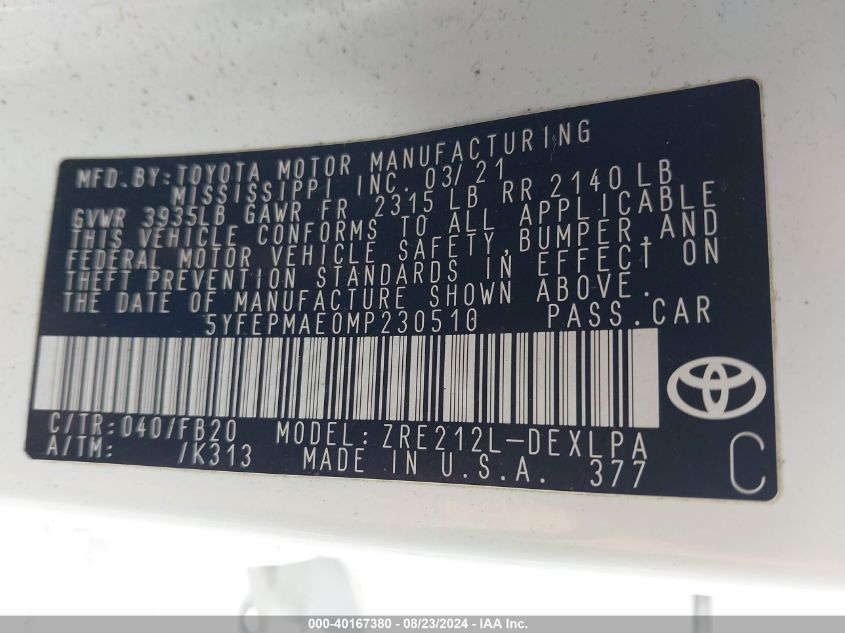 MFD.BY:TOYOTA MOTOR MANUFACTURING
MISSISSIPPI INC. 03/21
GVWR 3935LB GAWR FR 2315 LB RR 2140LB
THIS VEHICLE CONFORMS TO ALL APPLICABLE
FEDERAL MOTOR VEHICLE SAFETY,BUMPER,AND
THEFT PREVENTION STANDARDS IN EFFECT ON
THE DATE OF MANUFACTURE SHOWN ABOVE.
5YFEPMAE0MP230510 PASS.CAR
C/TR:040/FB20 MODEL:ZRE212L-DEXLPA
A/TM: /K313 MADE IN U.S.A. 377
C
000-40167380 - 08/23/2024 - IAA Inc.